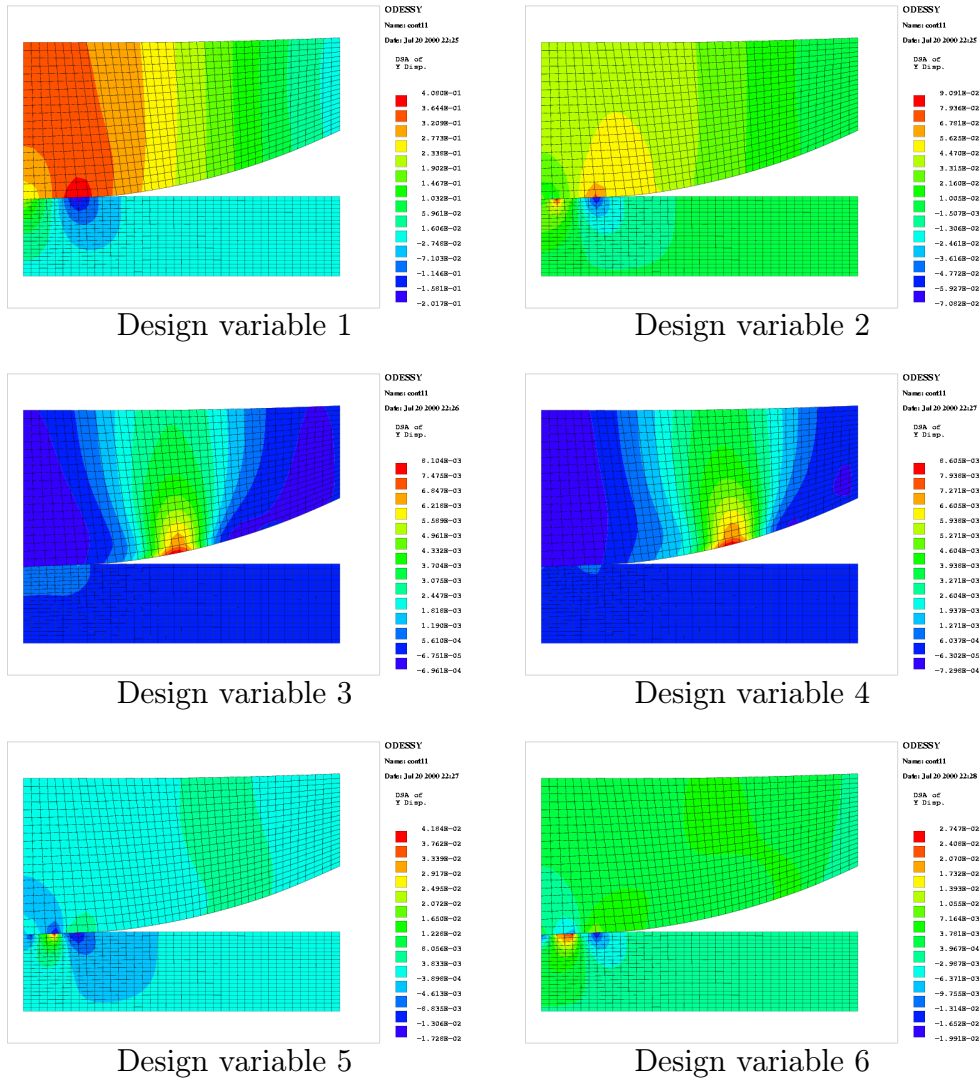 ODESSY
Name: cont11
Date: Jul 20 2000 22:25
DSA of
Y Disp.
4.080E-01
3.644E-01
3.209E-01
2.773E-01
2.338E-01
1.902E-01
1.467E-01
1.032E-01
5.961E-02
1.606E-02
-2.748E-02
-7.103E-02
-1.146E-01
-1.581E-01
-2.017E-01
Design variable 1
ODESSY
Name: cont11
Date: Jul 20 2000 22:25
DSA of
Y Disp.
9.091E-02
7.936E-02
6.781E-02
5.625E-02
4.470E-02
3.315E-02
2.160E-02
1.005E-02
-1.507E-03
-1.306E-02
-2.461E-02
-3.616E-02
-4.772E-02
-5.927E-02
-7.082E-02
Design variable 2
ODESSY
Name: cont11
Date: Jul 20 2000 22:26
DSA of
Y Disp.
8.104E-03
7.475E-03
6.847E-03
6.218E-03
5.589E-03
4.961E-03
4.332E-03
3.704E-03
3.075E-03
2.447E-03
1.818E-03
1.190E-03
5.610E-04
-6.751E-05
-6.961E-04
Design variable 3
ODESSY
Name: cont11
Date: Jul 20 2000 22:27
DSA of
Y Disp.
8.605E-03
7.938E-03
7.271E-03
6.605E-03
5.938E-03
5.271E-03
4.604E-03
3.938E-03
3.271E-03
2.604E-03
1.937E-03
1.271E-03
6.037E-04
-6.302E-05
-7.298E-04
Design variable 4
ODESSY
Name: cont11
Date: Jul 20 2000 22:27
DSA of
Y Disp.
4.184E-02
3.762E-02
3.339E-02
2.917E-02
2.495E-02
2.072E-02
1.650E-02
1.228E-02
8.056E-03
3.833E-03
-3.898E-04
-4.613E-03
-8.835E-03
-1.306E-02
-1.728E-02
Design variable 5
ODESSY
Name: cont11
Date: Jul 20 2000 22:28
DSA of
Y Disp.
2.747E-02
2.408E-02
2.070E-02
1.732E-02
1.393E-02
1.055E-02
7.164E-03
3.781E-03
3.967E-04
-2.987E-03
-6.371E-03
-9.755E-03
-1.314E-02
-1.652E-02
-1.991E-02
Design variable 6